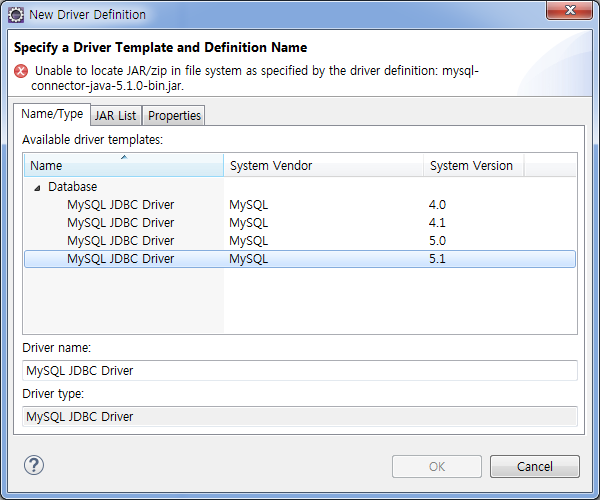 New Driver Definition
Specify a Driver Template and Definition Name
Unable to locate JAR/zip in file system as specified by the driver definition: mysql-
connector-java-5.1.0-bin.jar.
Name/Type JAR List Properties
Available driver templates:
Name System Vendor System Version
Database
MySQL JDBC Driver MySQL 4.0
MySQL JDBC Driver MySQL 4.1
MySQL JDBC Driver MySQL 5.0
MySQL JDBC Driver MySQL 5.1
Driver name:
MySQL JDBC Driver
Driver type:
MySQL JDBC Driver
? OK Cancel